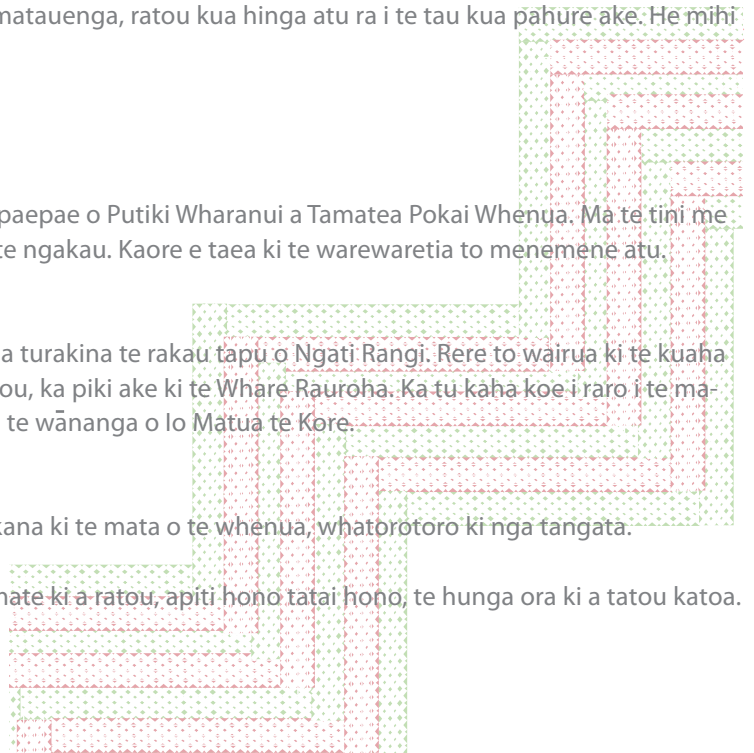 matauenga, ratou kua hinga atu ra i te tau kua pahure ake. He mihi
paepae o Putiki Wharanui a Tamatea Pokai Whenua. Ma te tini me
te ngakau. Kaore e taea ki te warewaretia to menemene atu.
a turakina te rakau tapu o Ngati Rangi. Rere to wairua ki te kuaha
ou, ka piki ake ki te Whare Rauroha. Ka tu kaha koe i raro i te ma-
te wānanga o Io Matua te Kore.
kana ki te mata o te whenua, whatorotoro ki nga tangata.
mate ki a ratou, apiti hono tatai hono, te hunga ora ki a tatou katoa.